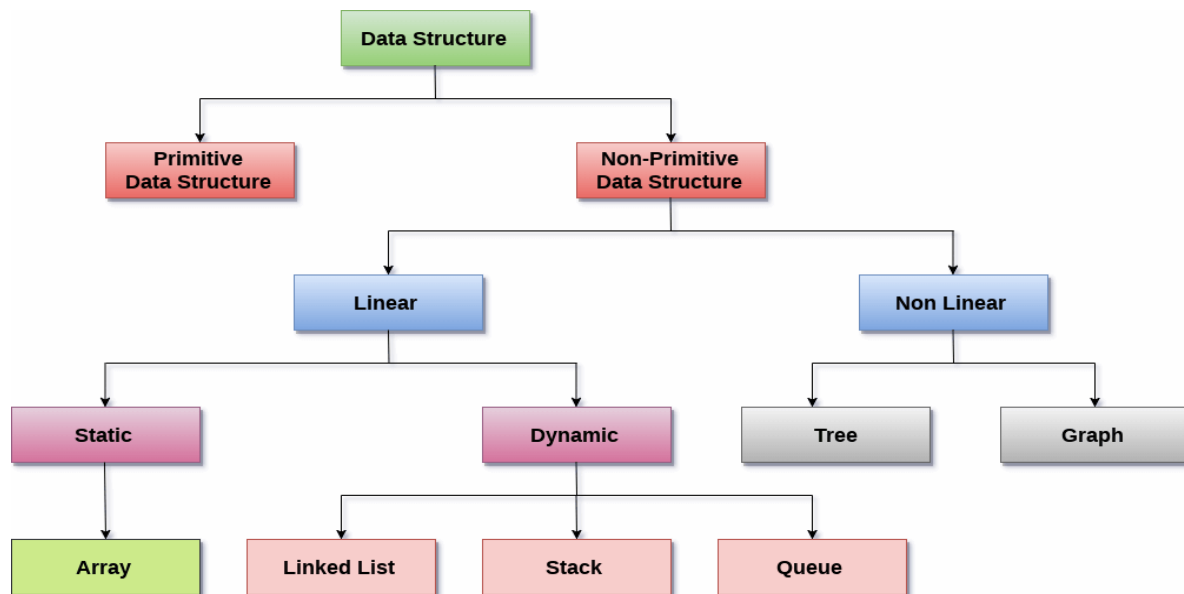 Data Structure
Primitive
Data Structure
Non-Primitive
Data Structure
Linear
Non Linear
Static
Dynamic
Tree
Graph
Array
Linked List
Stack
Queue